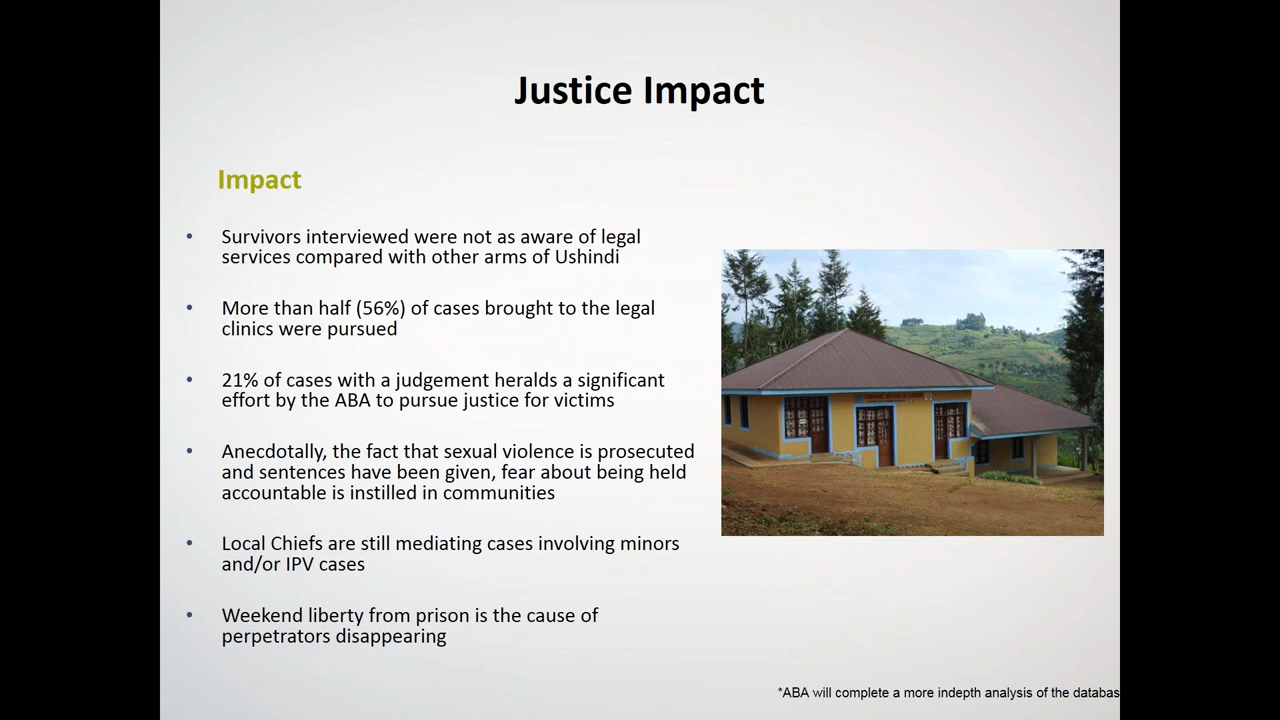 Justice Impact
Impact
• Survivors interviewed were not as aware of legal
services compared with other arms of Ushindi
• More than half (56%) of cases brought to the legal
clinics were pursued
• 21% of cases with a judgement heralds a significant
effort by the ABA to pursue justice for victims
• Anecdotally, the fact that sexual violence is prosecuted
and sentences have been given, fear about being held
accountable is instilled in communities
• Local Chiefs are still mediating cases involving minors
and/or IPV cases
• Weekend liberty from prison is the cause of
perpetrators disappearing
*ABA will complete a more indepth analysis of the databas